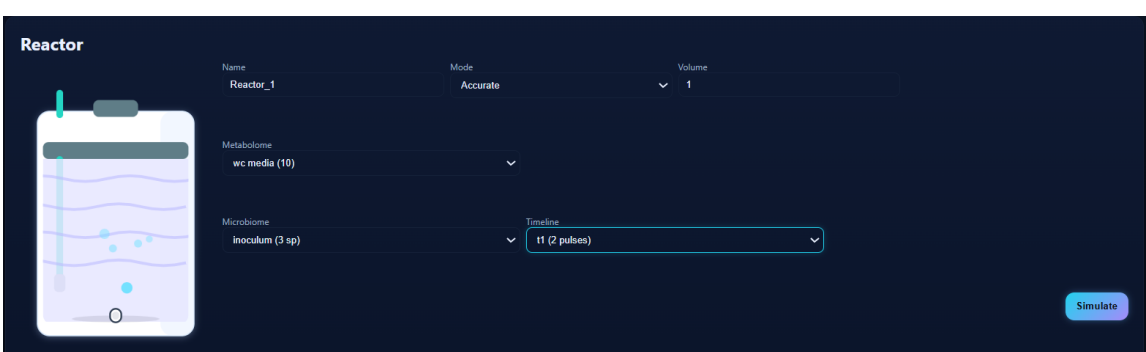 Reactor
Name Mode Volume
Reactor_1 Accurate 1
Metabolome
wc media (10)
Microbiome Timeline
inoculum (3 sp) t1 (2 pulses)
Simulate